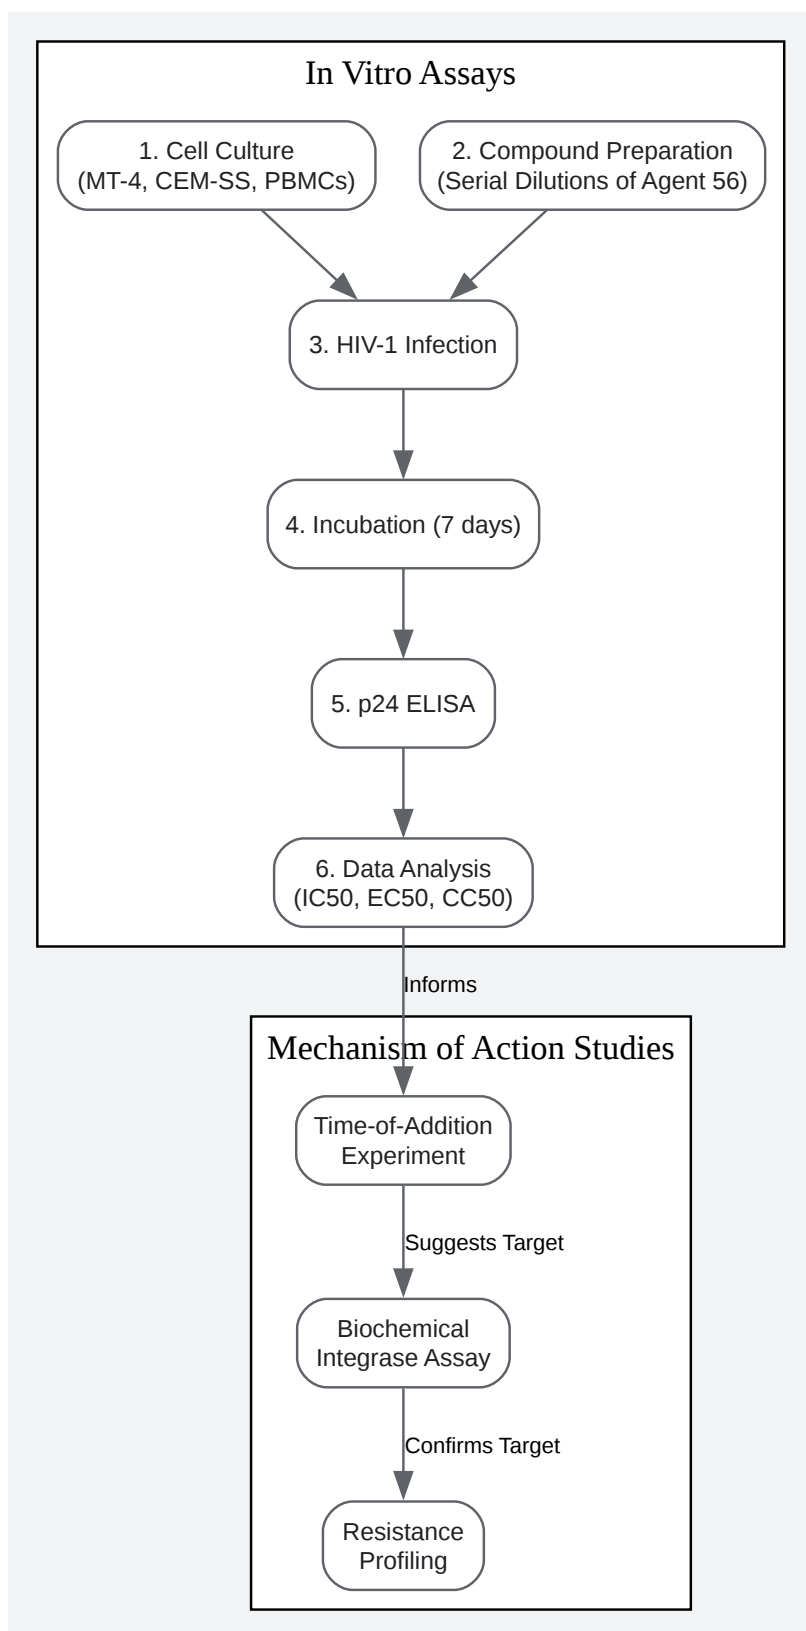 In Vitro Assays
1. Cell Culture
(MT-4, CEM-SS, PBMCs)
2. Compound Preparation
(Serial Dilutions of Agent 56)
3. HIV-1 Infection
4. Incubation (7 days)
5. p24 ELISA
6. Data Analysis
(IC50, EC50, CC50)
Informs
Mechanism of Action Studies
Time-of-Addition
Experiment
Suggests Target
Biochemical
Integrase Assay
Confirms Target
Resistance
Profiling